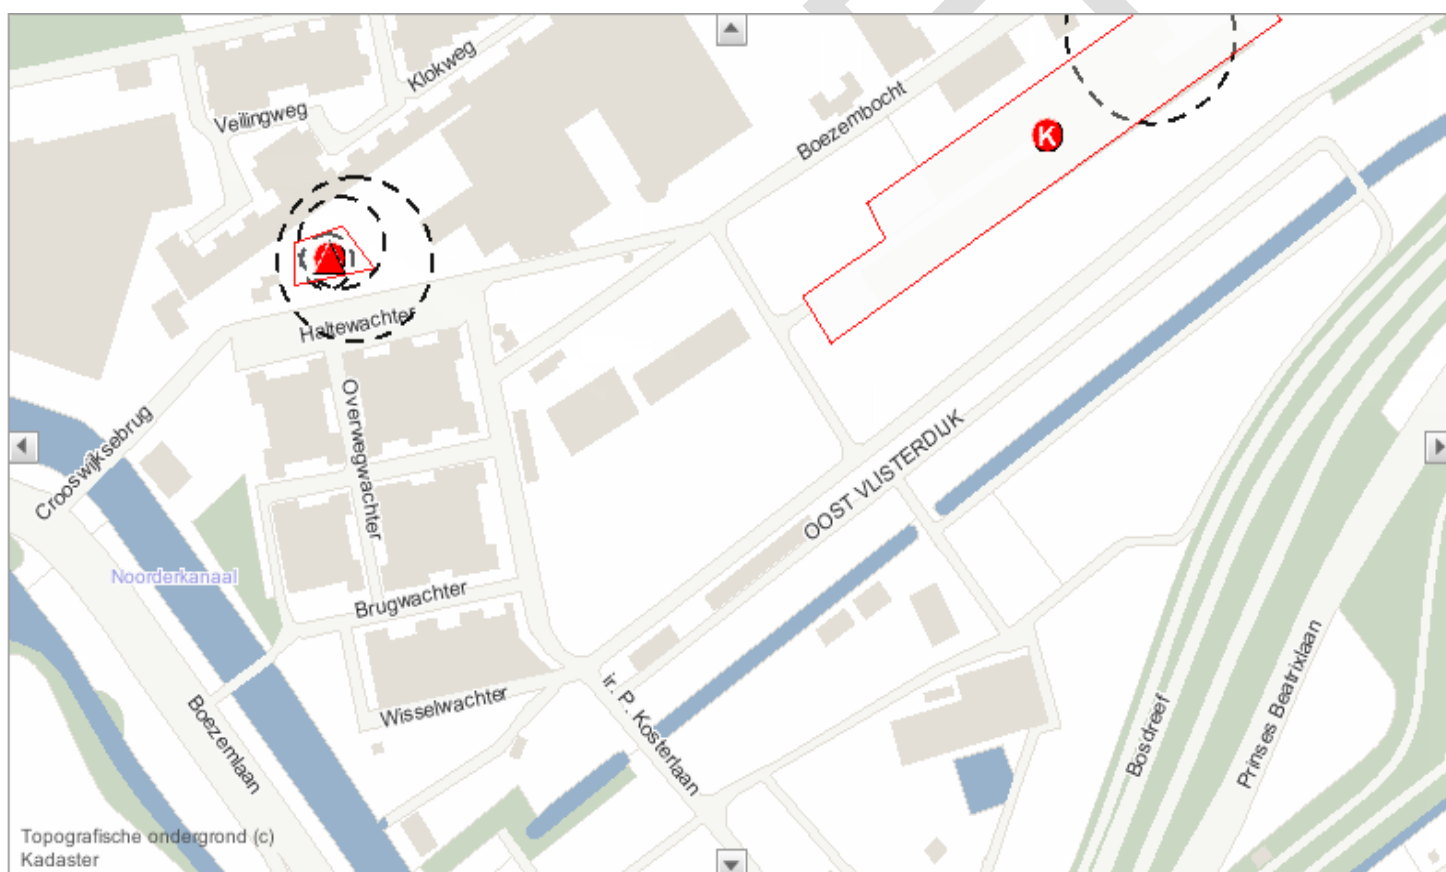 Klokweg
Veilingweg
Boezembocht
K
Haltewachter
Overwegwachter
Crooswijksebrug
OOST VLISTERDIJK
Noorderkanaal
Brugwachter
Wisselwachter
ir. P. Kosterlaan
Boezemlaan
Bosdreef
Prinses Beatrixlaan
Topografische ondergrond (c)
Kadaster